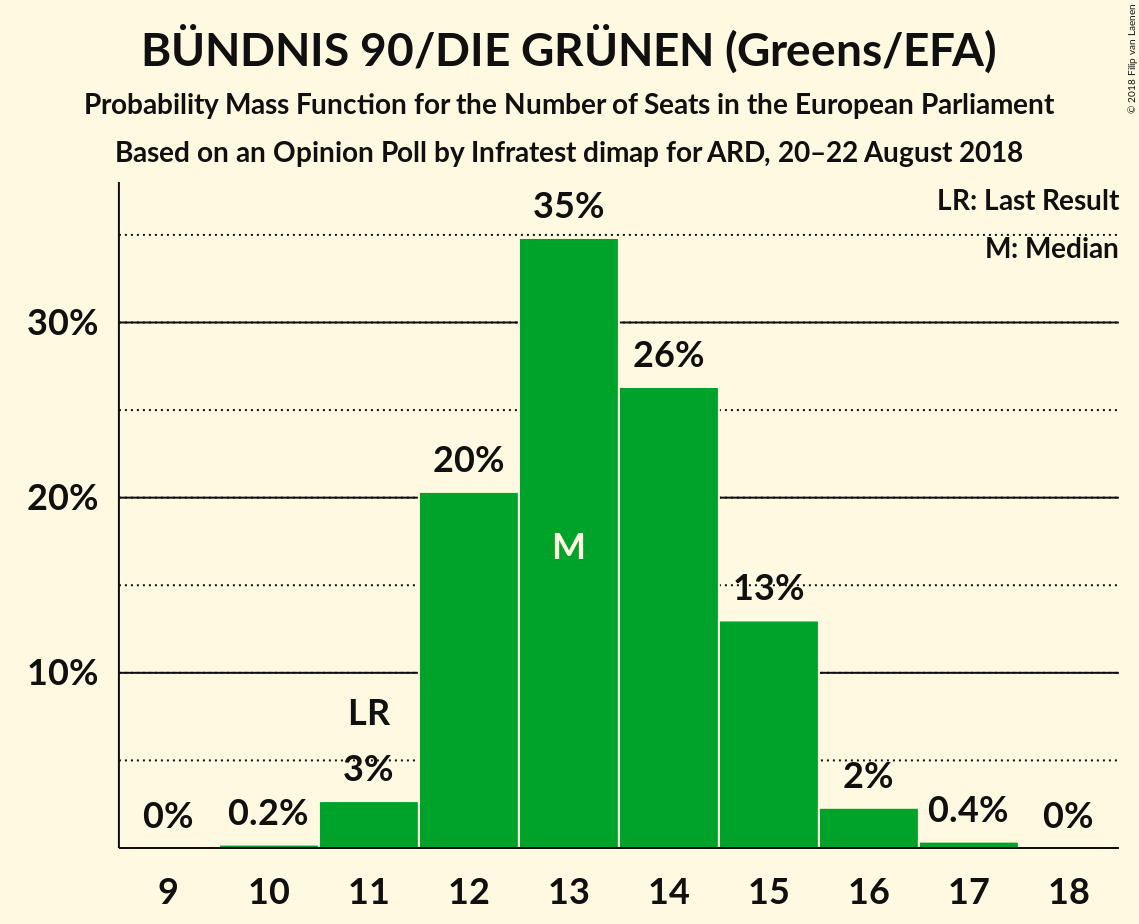 BÜNDNIS 90/DIE GRÜNEN (Greens/EFA)
Probability Mass Function for the Number of Seats in the European Parliament
Based on an Opinion Poll by Infratest dimap for ARD, 20–22 August 2018
© 2018 Filip van Laenen
LR: Last Result
M: Median
35%
30%
26%
20%
20%
M
13%
10%
LR
3%
2%
0%
0.2%
0.4%
0%
9 10 11 12 13 14 15 16 17 18